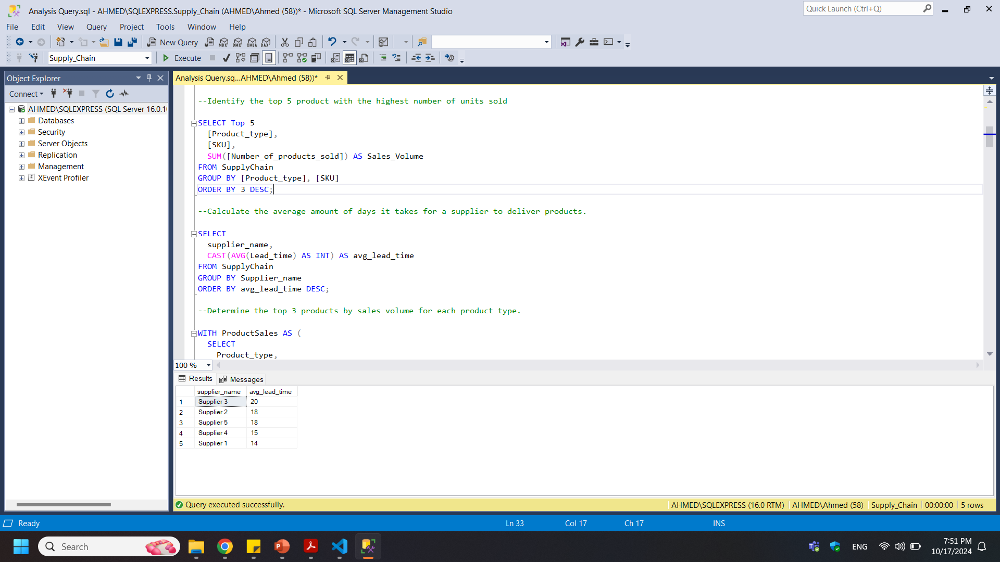 Analysis Query.sql - AHMED\SQLEXPRESS.Supply_Chain (AHMED\Ahmed (58))* - Microsoft SQL Server Management Studio
Quick Launch (Ctrl+Q)
File Edit View Query Project Tools Window Help
New Query MDX DMX XMLA DAX
Supply_Chain Execute
Object Explorer
Connect
AHMED\SQLEXPRESS (SQL Server 16.0.10
Databases
Security
Server Objects
Replication
Management
XEvent Profiler
Analysis Query.sq...AHMED\Ahmed (58))*
--Identify the top 5 product with the highest number of units sold
SELECT Top 5
[Product_type],
[SKU],
SUM([Number_of_products_sold]) AS Sales_Volume
FROM SupplyChain
GROUP BY [Product_type], [SKU]
ORDER BY 3 DESC;
--Calculate the average amount of days it takes for a supplier to deliver products.
SELECT
supplier_name,
CAST(AVG(Lead_time) AS INT) AS avg_lead_time
FROM SupplyChain
GROUP BY Supplier_name
ORDER BY avg_lead_time DESC;
--Determine the top 3 products by sales volume for each product type.
WITH ProductSales AS (
SELECT
Product_type,
100 %
Results Messages
supplier_name avg_lead_time
1 Supplier 3 20
2 Supplier 2 18
3 Supplier 5 18
4 Supplier 4 15
5 Supplier 1 14
Query executed successfully. AHMED\SQLEXPRESS (16.0 RTM) AHMED\Ahmed (58) Supply_Chain 00:00:00 5 rows
Ready Ln 33 Col 17 Ch 17 INS
Search
ENG
7:51 PM
10/17/2024